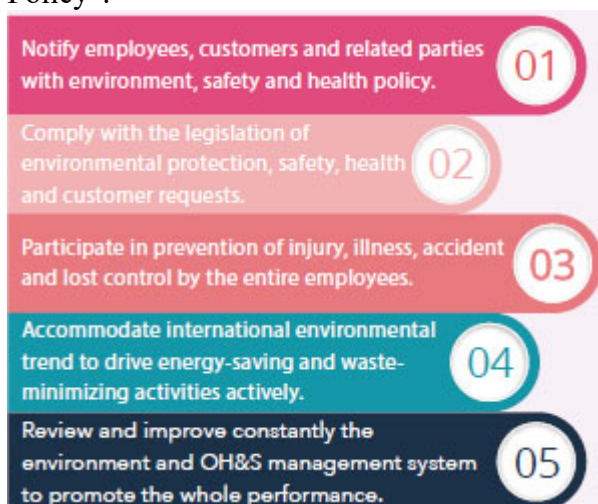 Policy":
Notify employees, customers and related parties
with environment, safety and health policy.
01
Comply with the legislation of
environmental protection, safety, health
and customer requests.
02
Participate in prevention of injury, illness, accident
and lost control by the entire employees.
03
Accommodate international environmental
trend to drive energy-saving and waste-
minimizing activities actively.
04
Review and improve constantly the
environment and OH&S management system
to promote the whole performance.
05